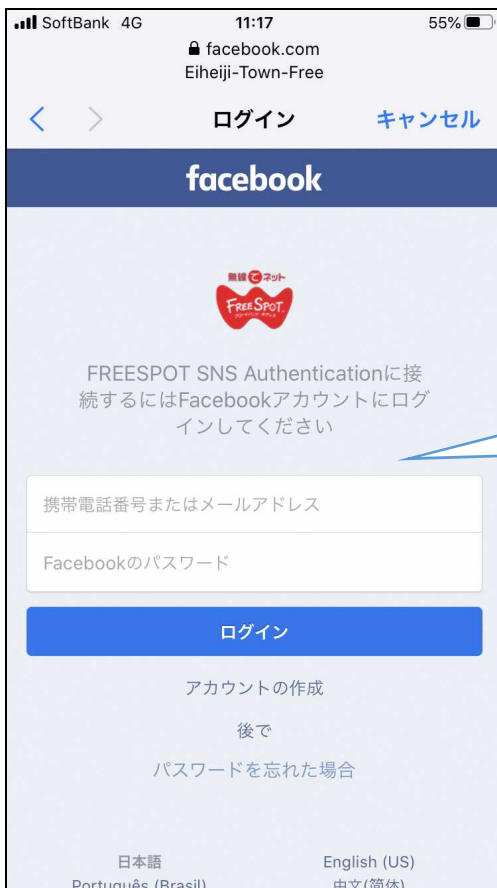 SoftBank 4G 11:17 55%
facebook.com
Eiheiji-Town-Free
ログイン キャンセル
facebook
無線でネット
FREESPOT
FREESPOT SNS Authenticationに接
続するにはFacebookアカウントにログ
インしてください
携帯電話番号またはメールアドレス
Facebookのパスワード
ログイン
アカウントの作成
後で
パスワードを忘れた場合
日本語 English (US)
Português (Brasil) 中文(简体)